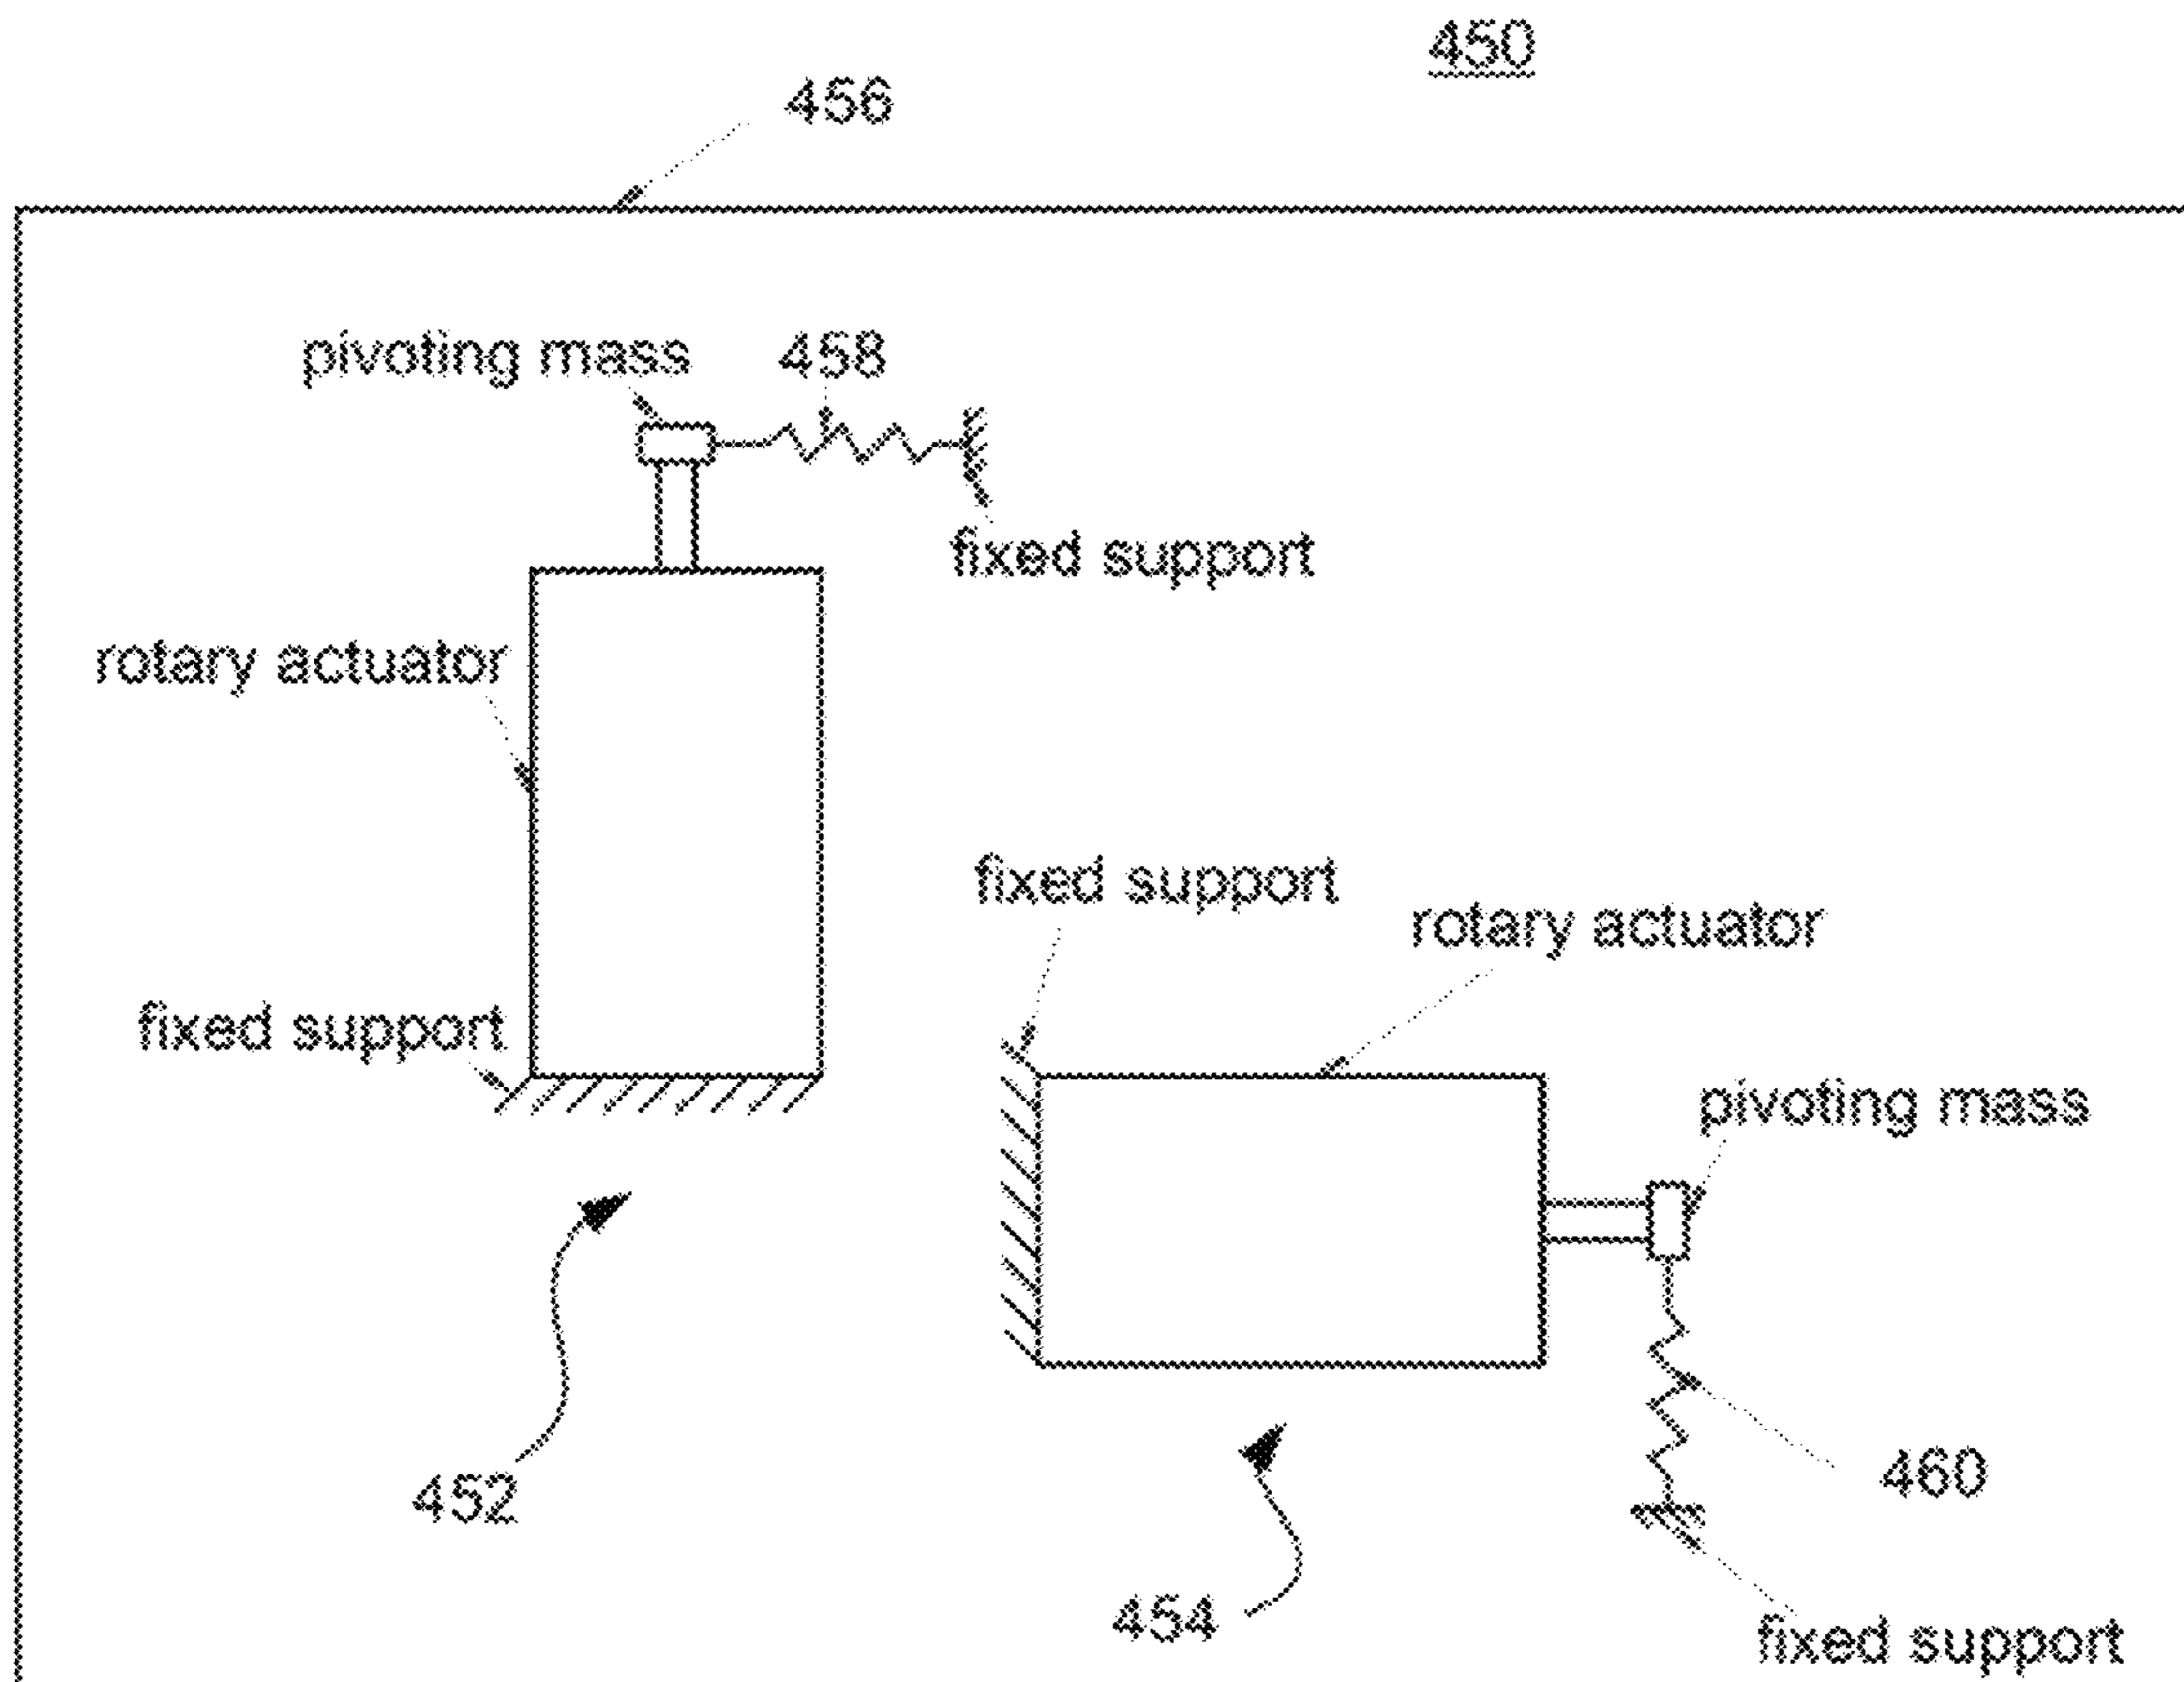 450
456
pivoting mass
458
fixed support
rotary actuator
fixed support
rotary actuator
fixed support
pivoting mass
460
452
454
fixed support